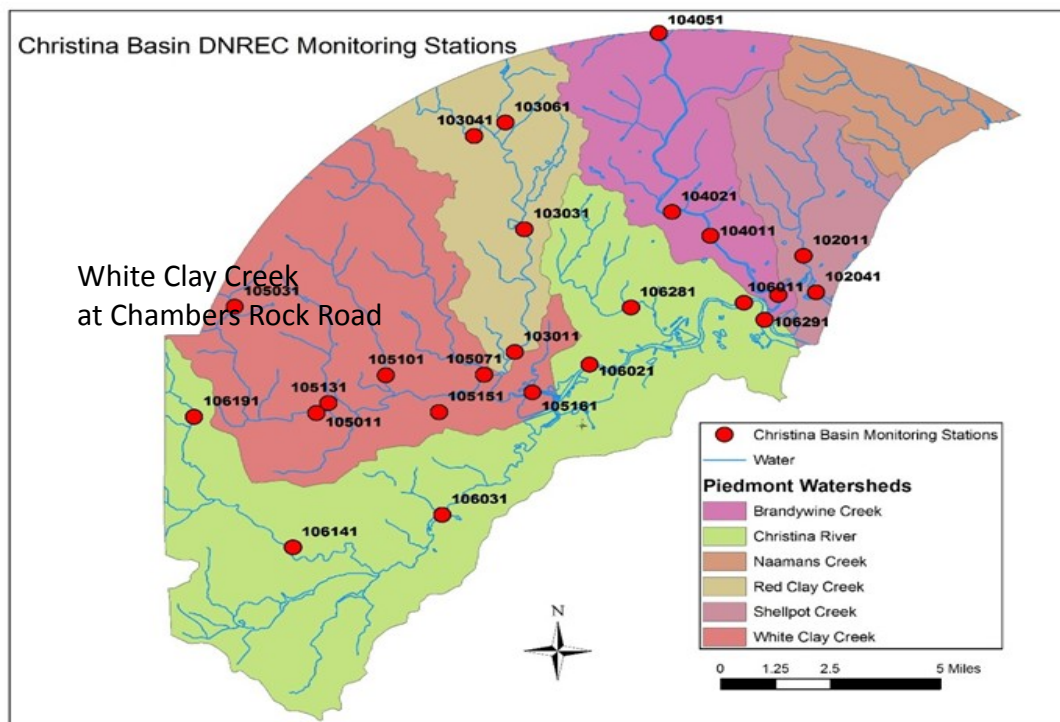 Christina Basin DNREC Monitoring Stations
104051
103061
103041
103031
104021
104011
102011
102041
White Clay Creek
at Chambers Rock Road
105031
106011
106281
106291
103011
105101
105071
106021
105131
105151
105161
106191
105011
106031
106141
Christina Basin Monitoring Stations
Water
Piedmont Watersheds
Brandywine Creek
Christina River
Naamans Creek
Red Clay Creek
Shellpot Creek
White Clay Creek
N
0 1.25 2.5 5 Miles